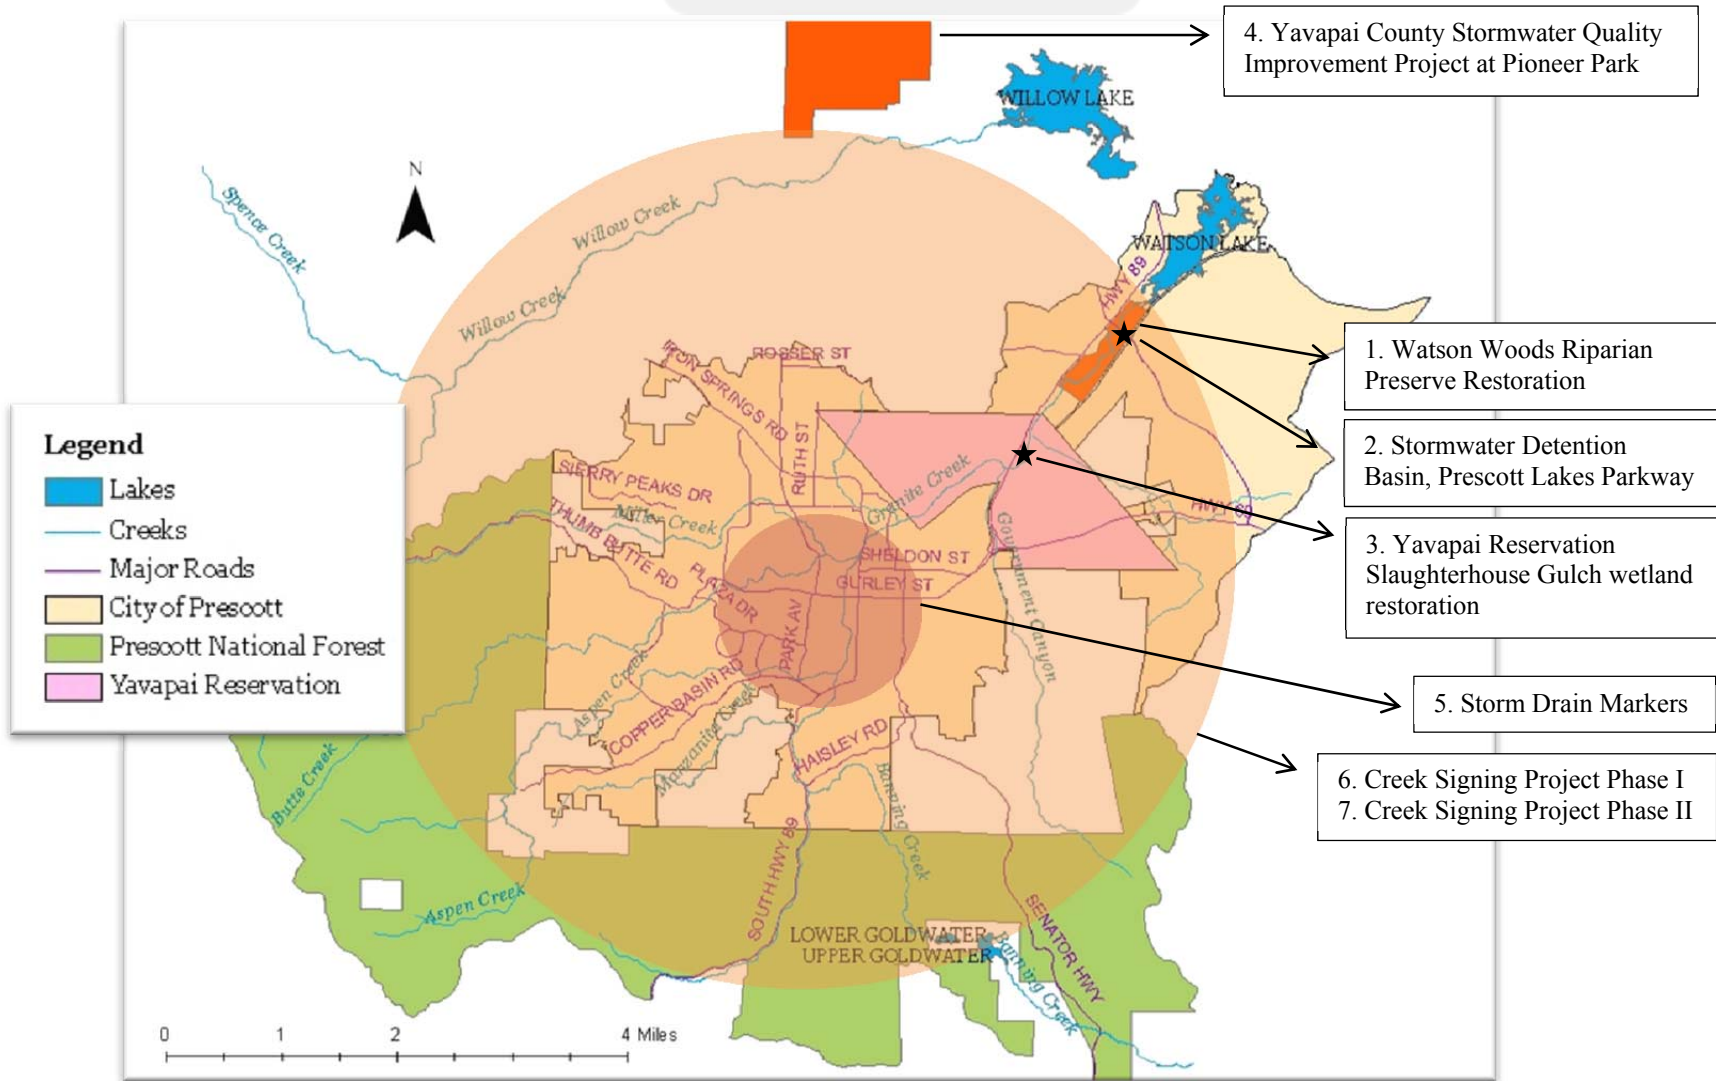 4. Yavapai County Stormwater Quality
Improvement Project at Pioneer Park
WILLOW LAKE
N
Spence Creek
Willow Creek
WATSON LAKE
HWY 89
Willow Creek
1. Watson Woods Riparian
Preserve Restoration
ROSSER ST
IRON SPRINGS RD
RUTH ST
2. Stormwater Detention
Basin, Prescott Lakes Parkway
Legend
Lakes
Creeks
Major Roads
City of Prescott
Prescott National Forest
Yavapai Reservation
SIERRY PEAKS DR
Miller Creek
THUMB BUTTE RD
Granite Creek
HWY 69
Government Canyon
3. Yavapai Reservation
Slaughterhouse Gulch wetland
restoration
SHELDON ST
GURLEY ST
PLAZA DR
PARK AV
Aspen Creek
COPPER BASIN RD
Manzanita Creek
HAISLEY RD
5. Storm Drain Markers
6. Creek Signing Project Phase I
7. Creek Signing Project Phase II
Butte Creek
Banning Creek
SOUTH HWY 89
Aspen Creek
SENATOR HWY
LOWER GOLDWATER
UPPER GOLDWATER
Banning Creek
0 1 2 4 Miles